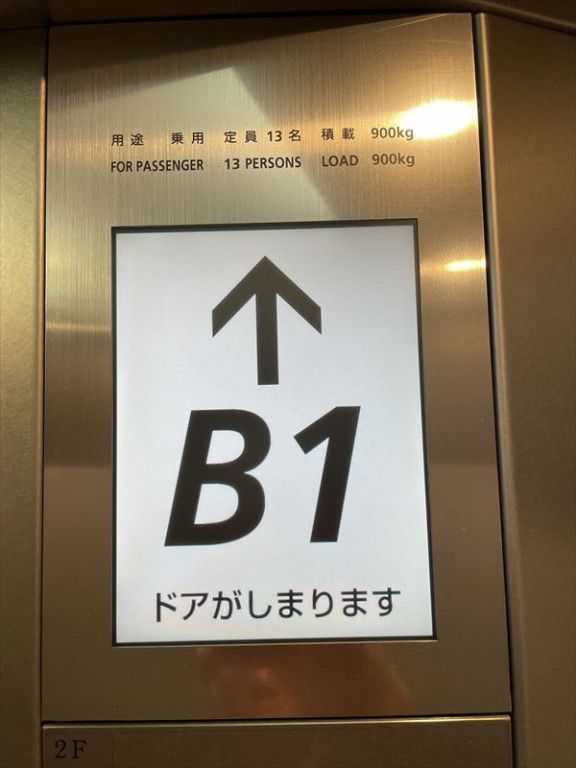 用途 乗用 定員 13名 積載 900kg
FOR PASSENGER 13 PERSONS LOAD 900kg
↑
B1
ドアがしまります
2F